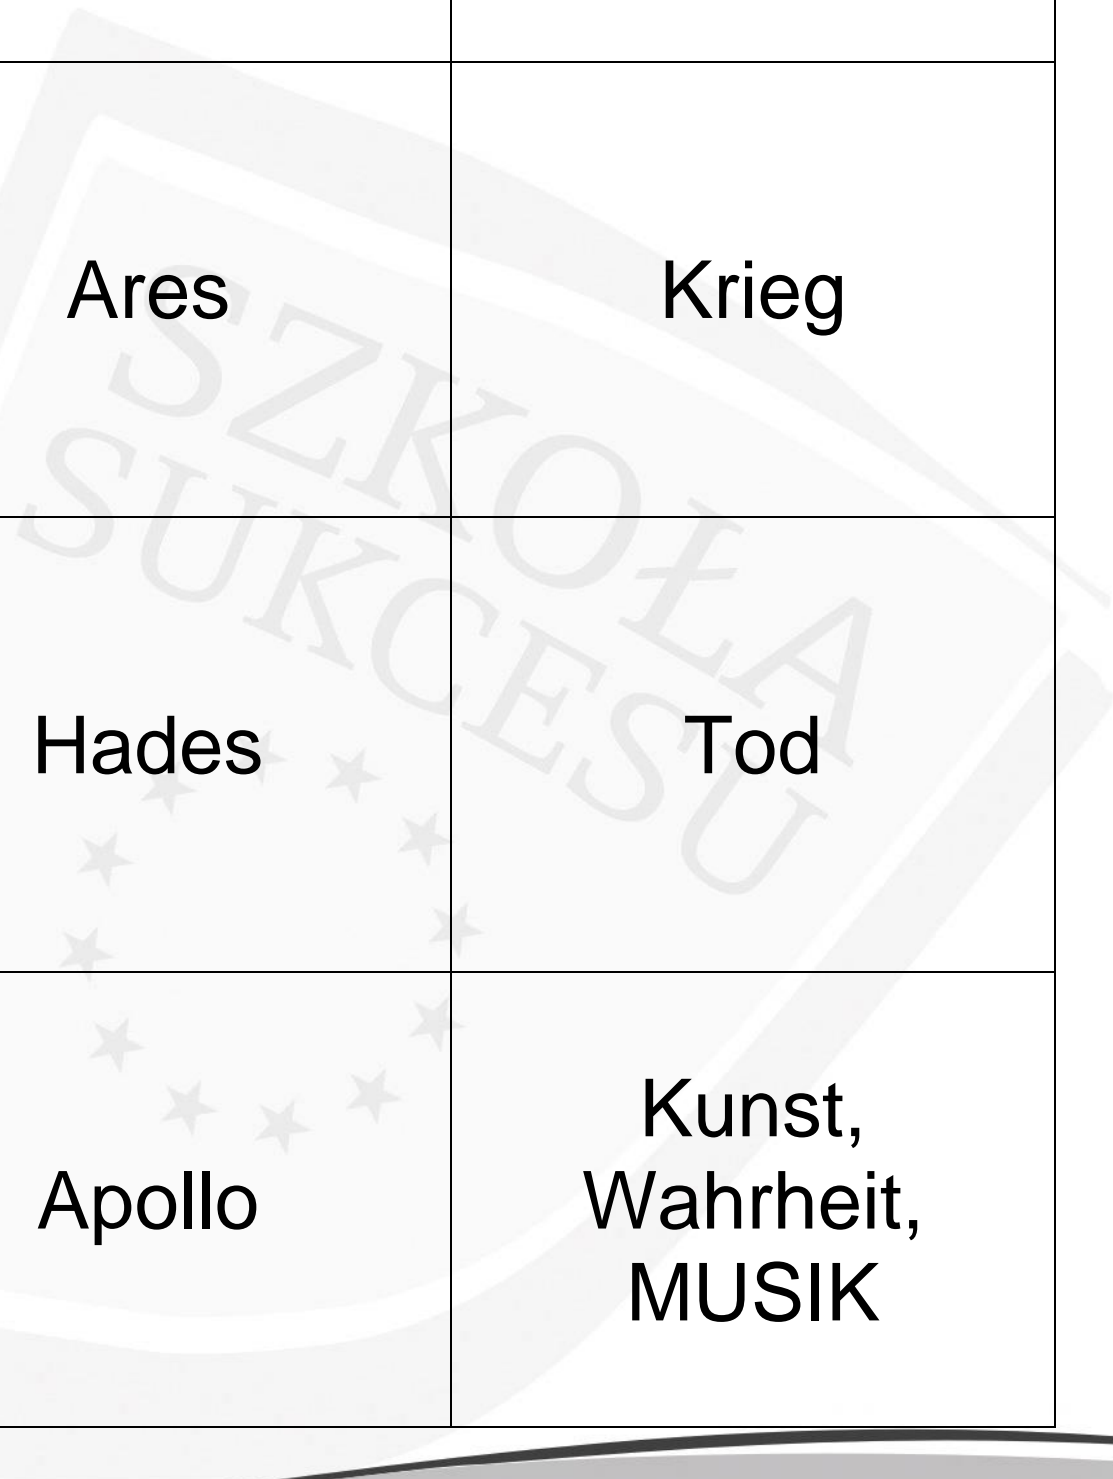 Ares
Krieg
Hades
Tod
Apollo
Kunst,
Wahrheit,
MUSIK
SZKOŁA
SUKCESU